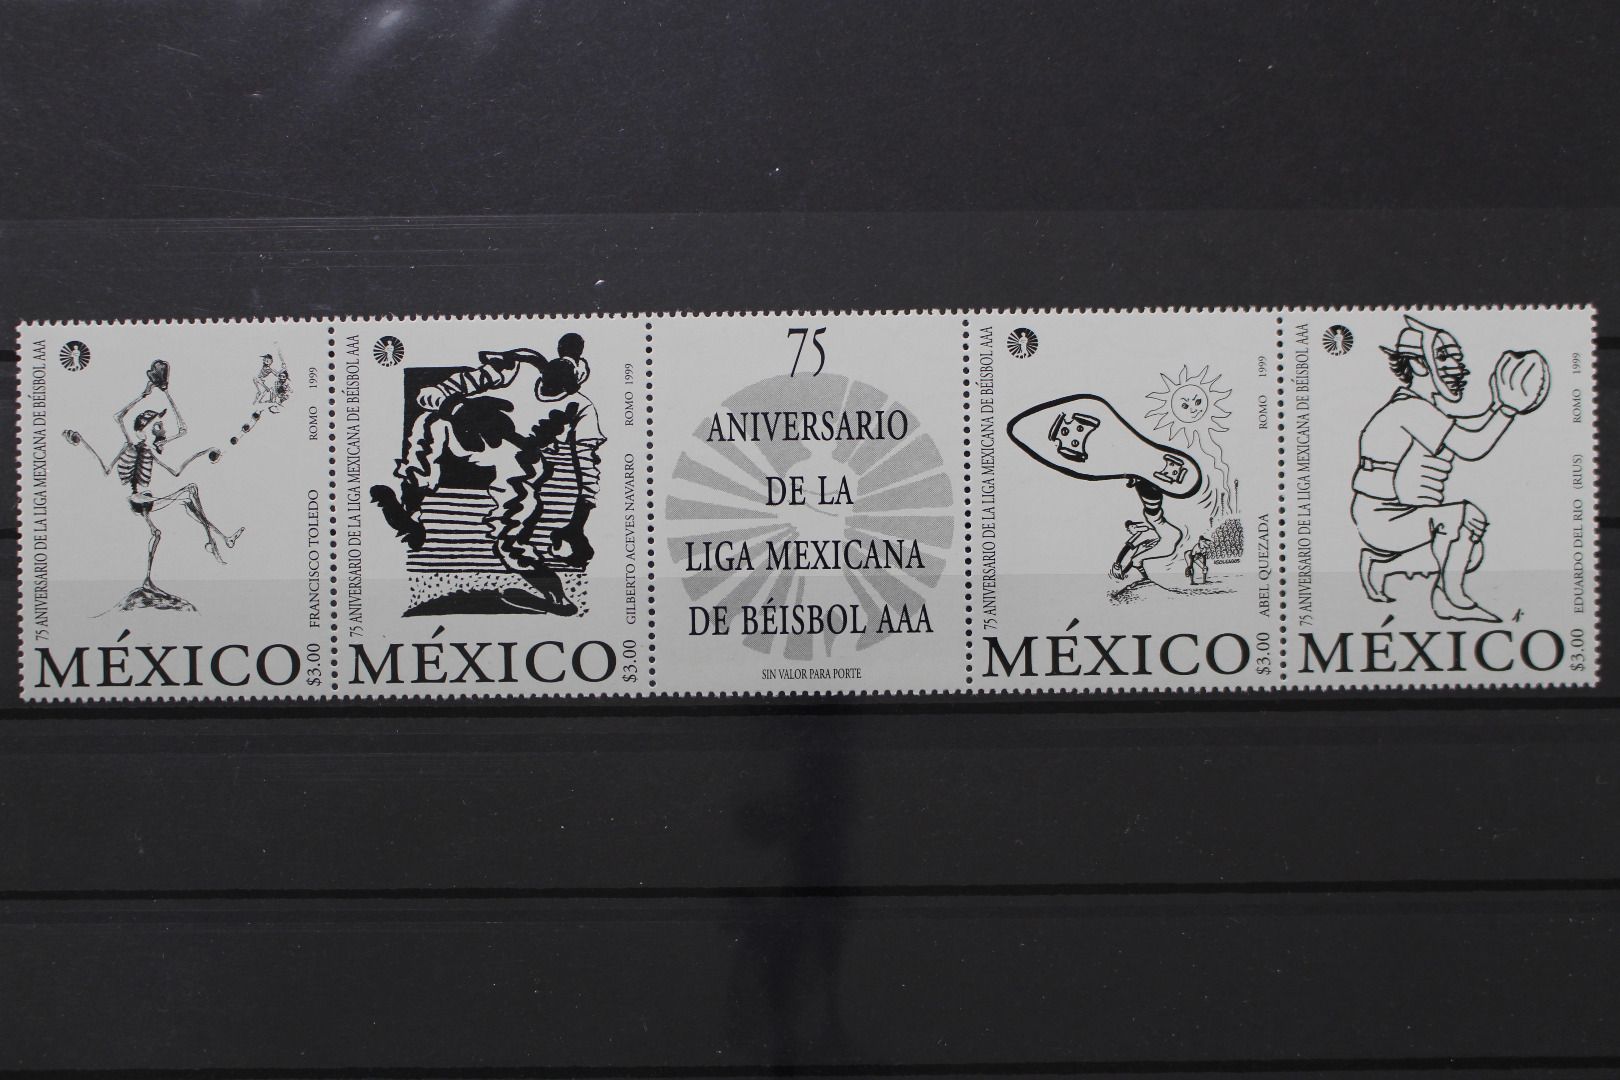 75 ANIVERSARIO DE LA LIGA MEXICANA DE BÉISBOL AAA
FRANCISCO TOLEDO
ROMO 1999
MÉXICO
$3.00
75 ANIVERSARIO DE LA LIGA MEXICANA DE BÉISBOL AAA
GILBERTO ACEVES NAVARRO
ROMO 1999
MÉXICO
$3.00
75
ANIVERSARIO
DE LA
LIGA MEXICANA
DE BÉISBOL AAA
SIN VALOR PARA PORTE
75 ANIVERSARIO DE LA LIGA MEXICANA DE BÉISBOL AAA
ABEL QUEZADA
ROMO 1999
MÉXICO
$3.00
75 ANIVERSARIO DE LA LIGA MEXICANA DE BÉISBOL AAA
EDUARDO DEL RIO (RIUS)
ROMO 1999
MÉXICO
$3.00